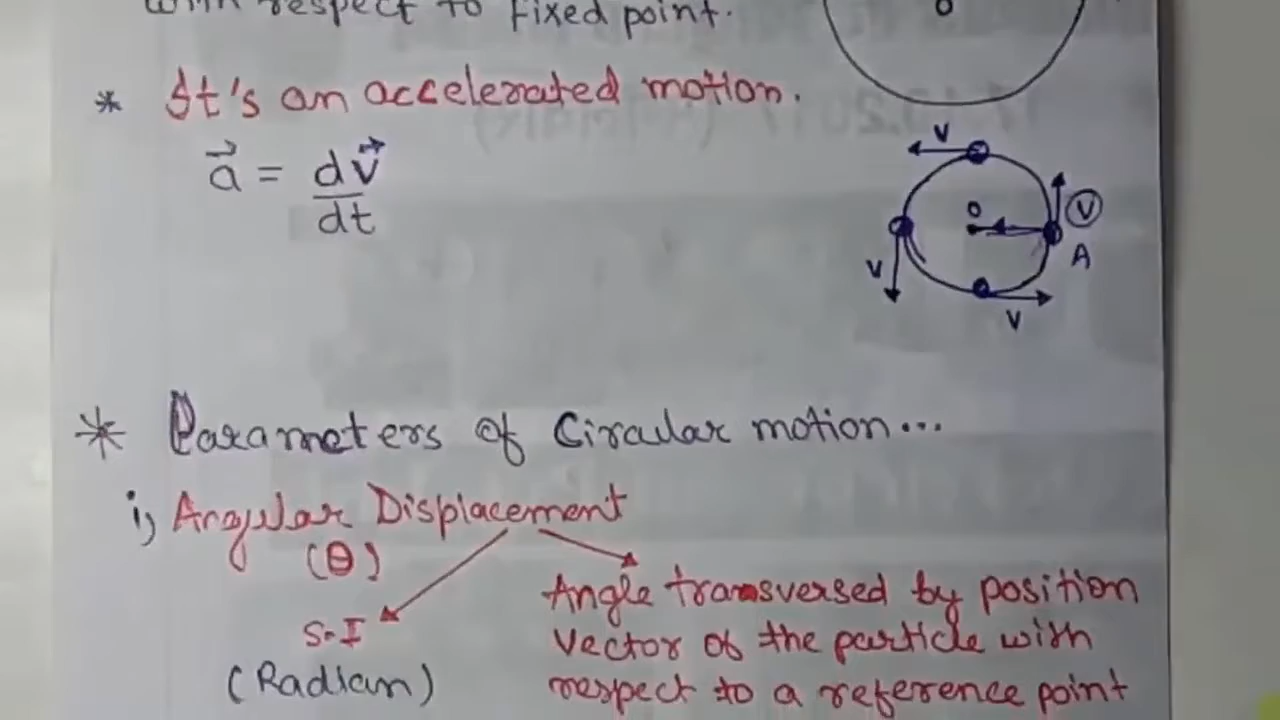 with respect to fixed point.
O
* It's an accelerated motion.
a⃗ = dv⃗/dt
V
O
V
A
V
V
* Parameters of Circular motion...
i, Angular Displacement
(θ)
S.I
(Radian)
Angle transversed by position
vector of the particle with
respect to a reference point